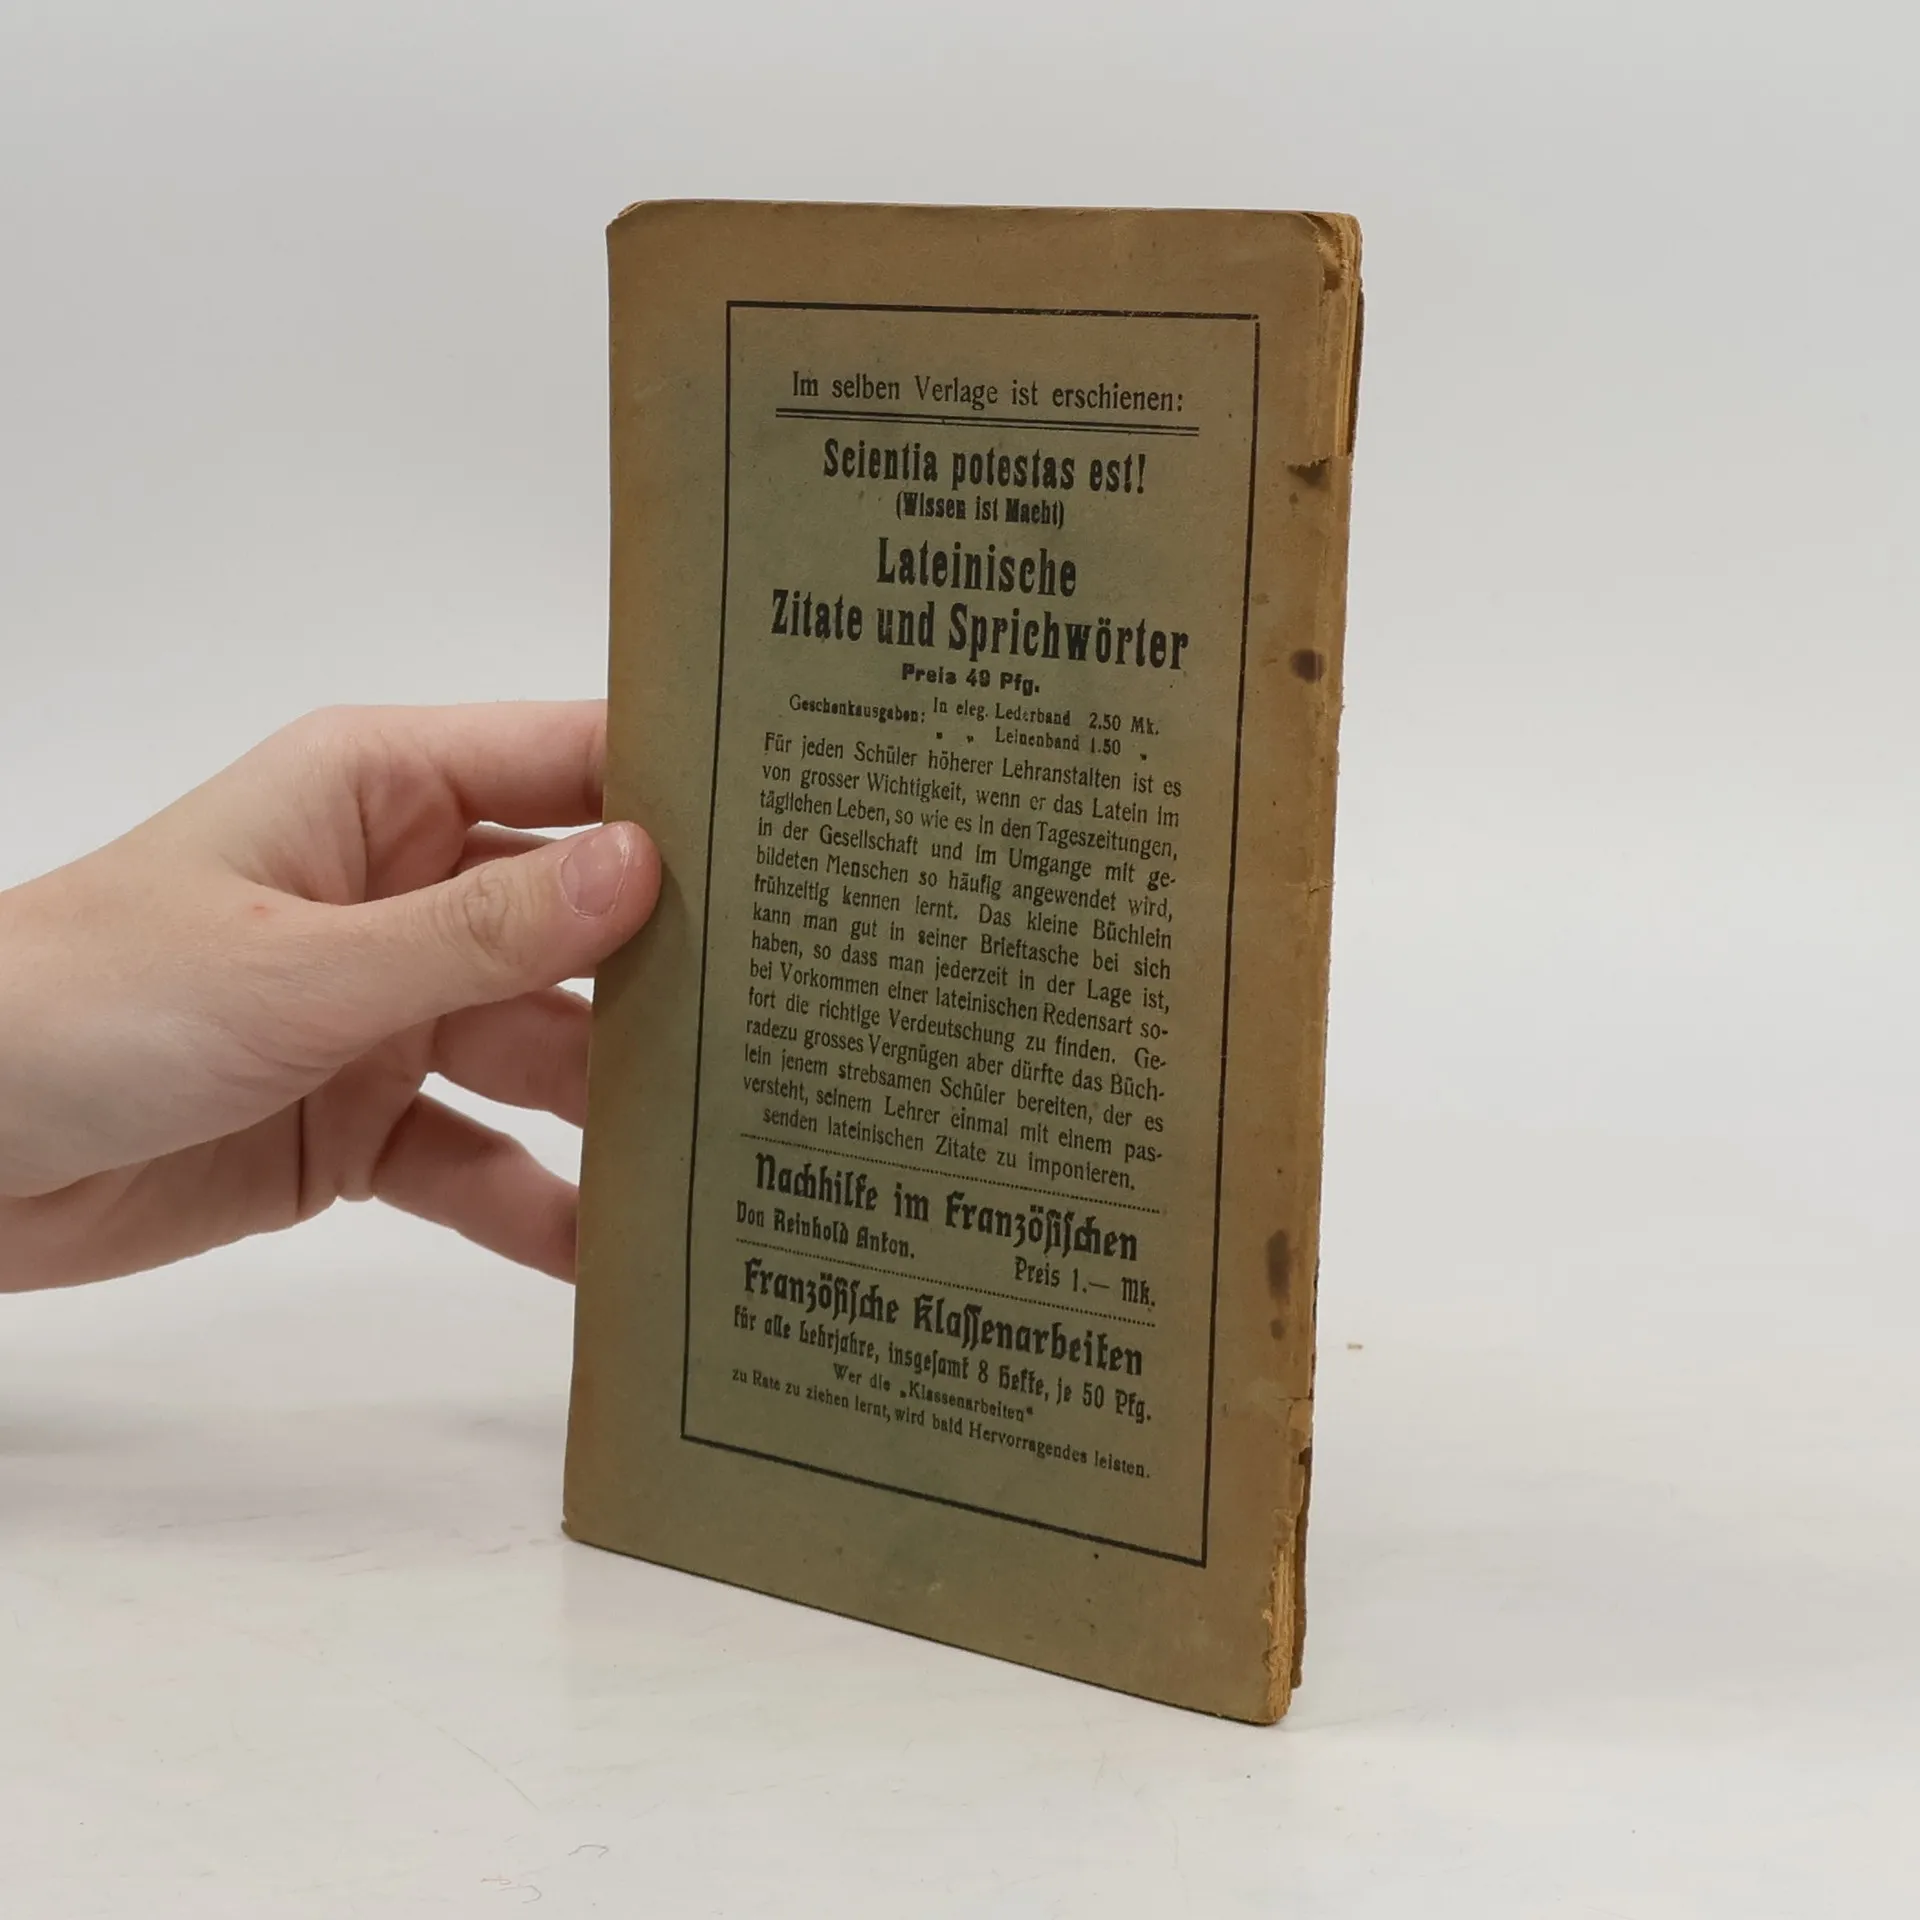 Im selben Verlage ist erschienen:
Scientia potestas est!
(Wissen ist Macht)
Lateinische
Zitate und Sprichwörter
Preis 49 Pfg.
Geschenkausgaben: In eleg. Lederband 2.50 Mk.
„ „ Leinenband 1.50 „
Für jeden Schüler höherer Lehranstalten ist es
von grosser Wichtigkeit, wenn er das Latein im
täglichen Leben, so wie es in den Tageszeitungen,
in der Gesellschaft und im Umgange mit ge-
bildeten Menschen so häufig angewendet wird,
frühzeitig kennen lernt. Das kleine Büchlein
kann man gut in seiner Brieftasche bei sich
haben, so dass man jederzeit in der Lage ist,
bei Vorkommen einer lateinischen Redensart so-
fort die richtige Verdeutschung zu finden. Ge-
radezu grosses Vergnügen aber dürfte das Büch-
lein jenem strebsamen Schüler bereiten, der es
versteht, seinem Lehrer einmal mit einem pas-
senden lateinischen Zitate zu imponieren.
Nachhilfe im Französischen
Von Reinhold Anton. Preis 1.— Mk.
Französische Klassenarbeiten
für alle Lehrjahre, insgesamt 8 Hefte, je 50 Pfg.
Wer die „Klassenarbeiten“
zu Rate zu ziehen lernt, wird bald Hervorragendes leisten.